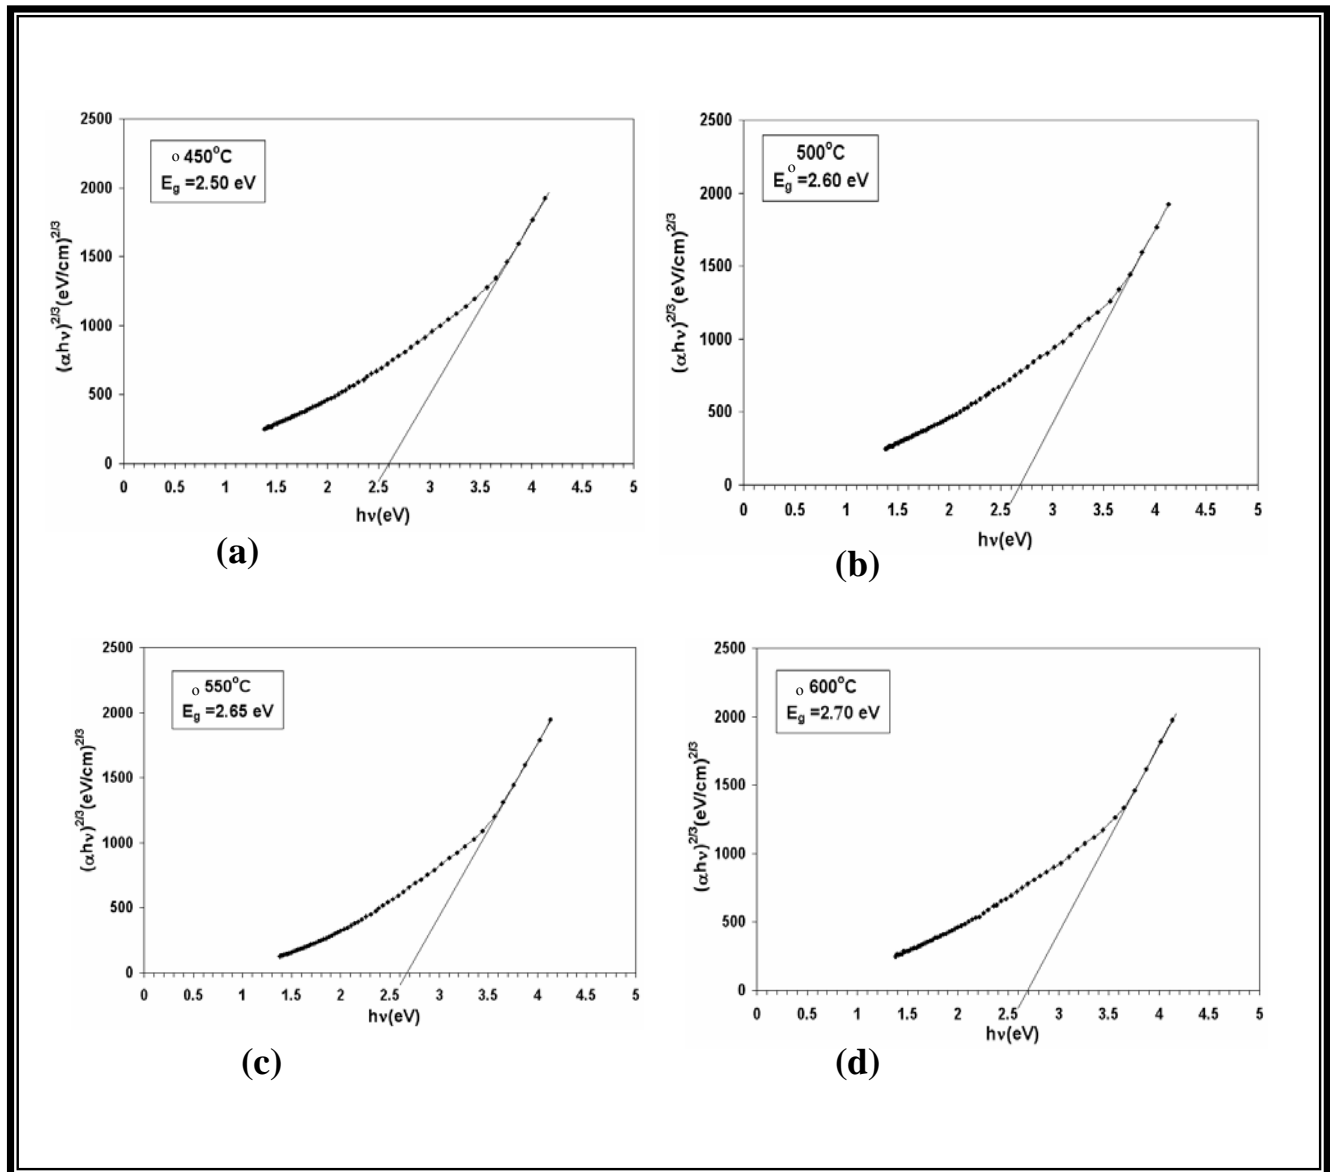 2500
2000
1500
1000
500
0
o 450°C
E_g =2.50 eV
(αhν)^2/3(eV/cm)^2/3
0 0.5 1 1.5 2 2.5 3 3.5 4 4.5 5
hν(eV)
(a)
2500
2000
1500
1000
500
0
500°C
o
E_g =2.60 eV
(αhν)^2/3(eV/cm)^2/3
0 0.5 1 1.5 2 2.5 3 3.5 4 4.5 5
hν(eV)
(b)
2500
2000
1500
1000
500
0
o 550°C
E_g =2.65 eV
(αhν)^2/3(eV/cm)^2/3
0 0.5 1 1.5 2 2.5 3 3.5 4 4.5 5
hν(eV)
(c)
2500
2000
1500
1000
500
0
o 600°C
E_g =2.70 eV
(αhν)^2/3(eV/cm)^2/3
0 0.5 1 1.5 2 2.5 3 3.5 4 4.5 5
hν(eV)
(d)